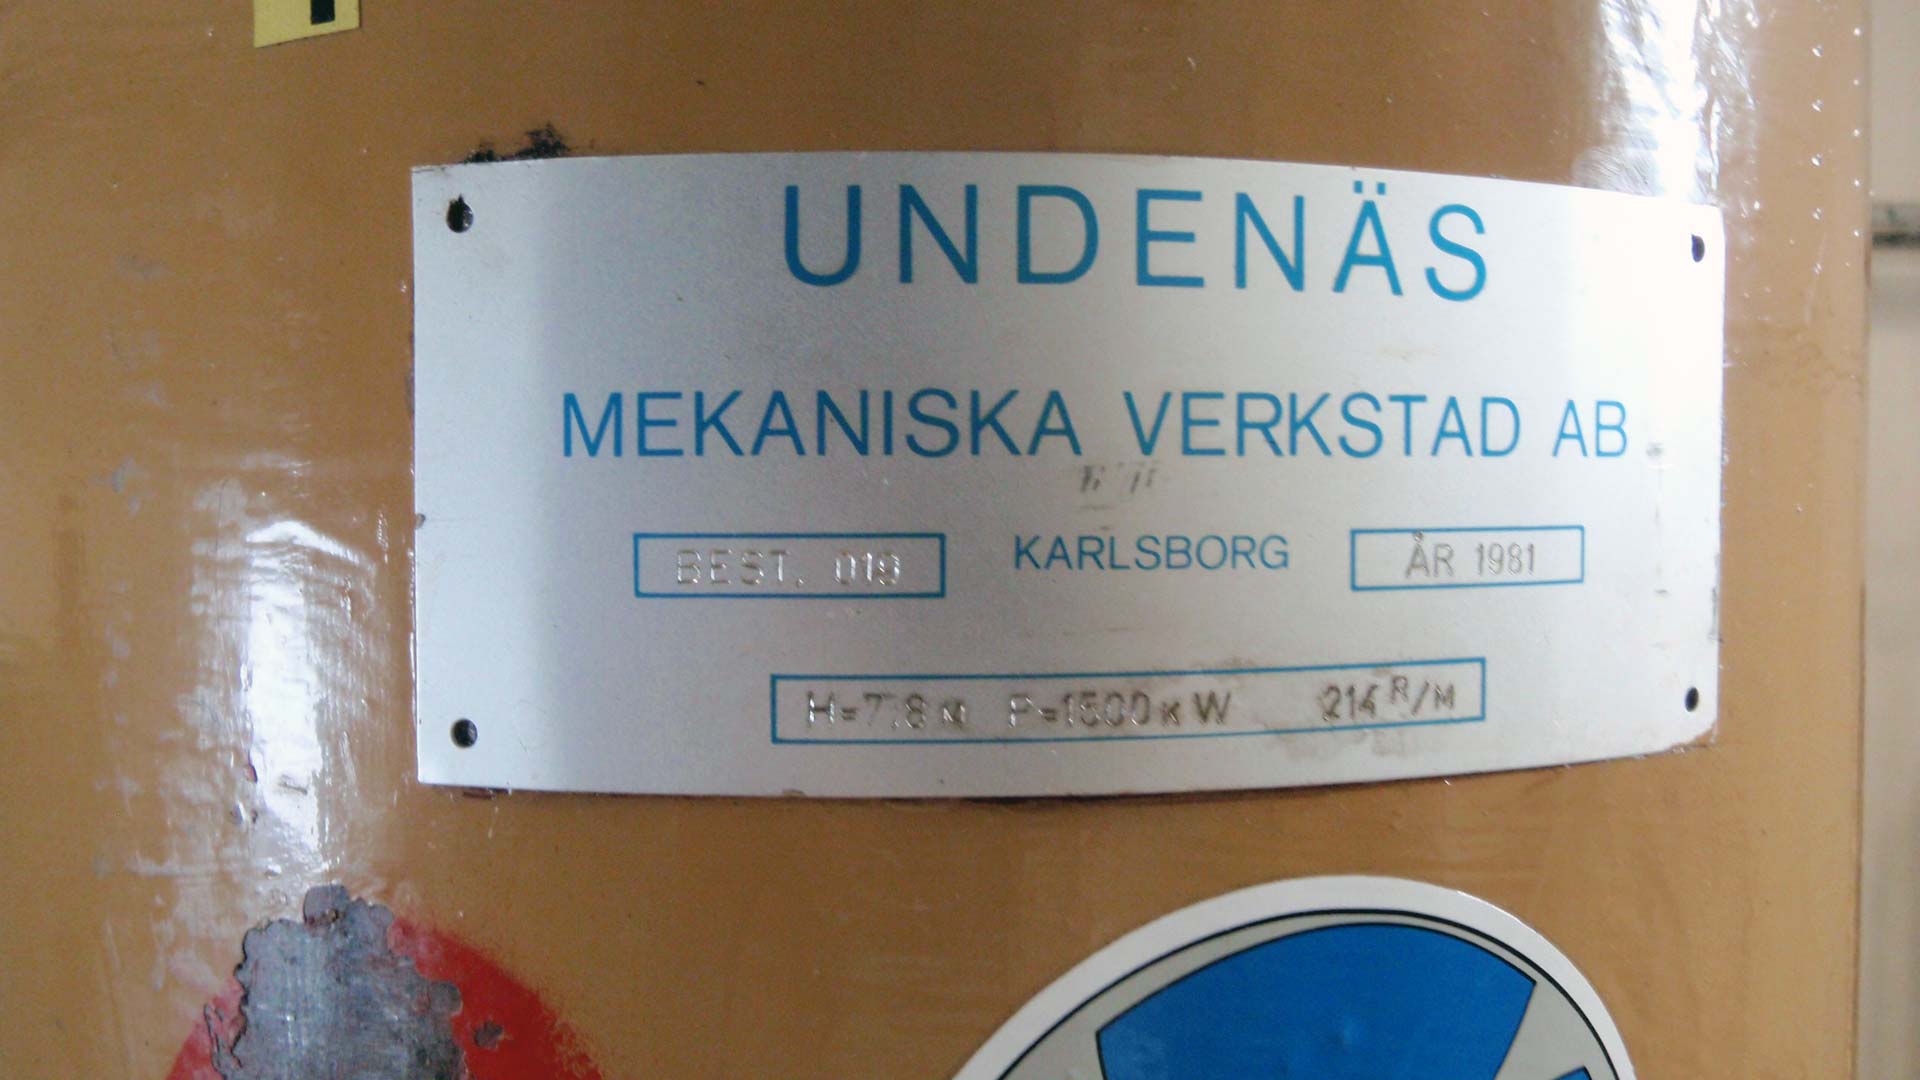 UNDENÄS
MEKANISKA VERKSTAD AB
BEST. 019 KARLSBORG ÅR 1981
H=7.8 M P=1500 KW 214 R/M